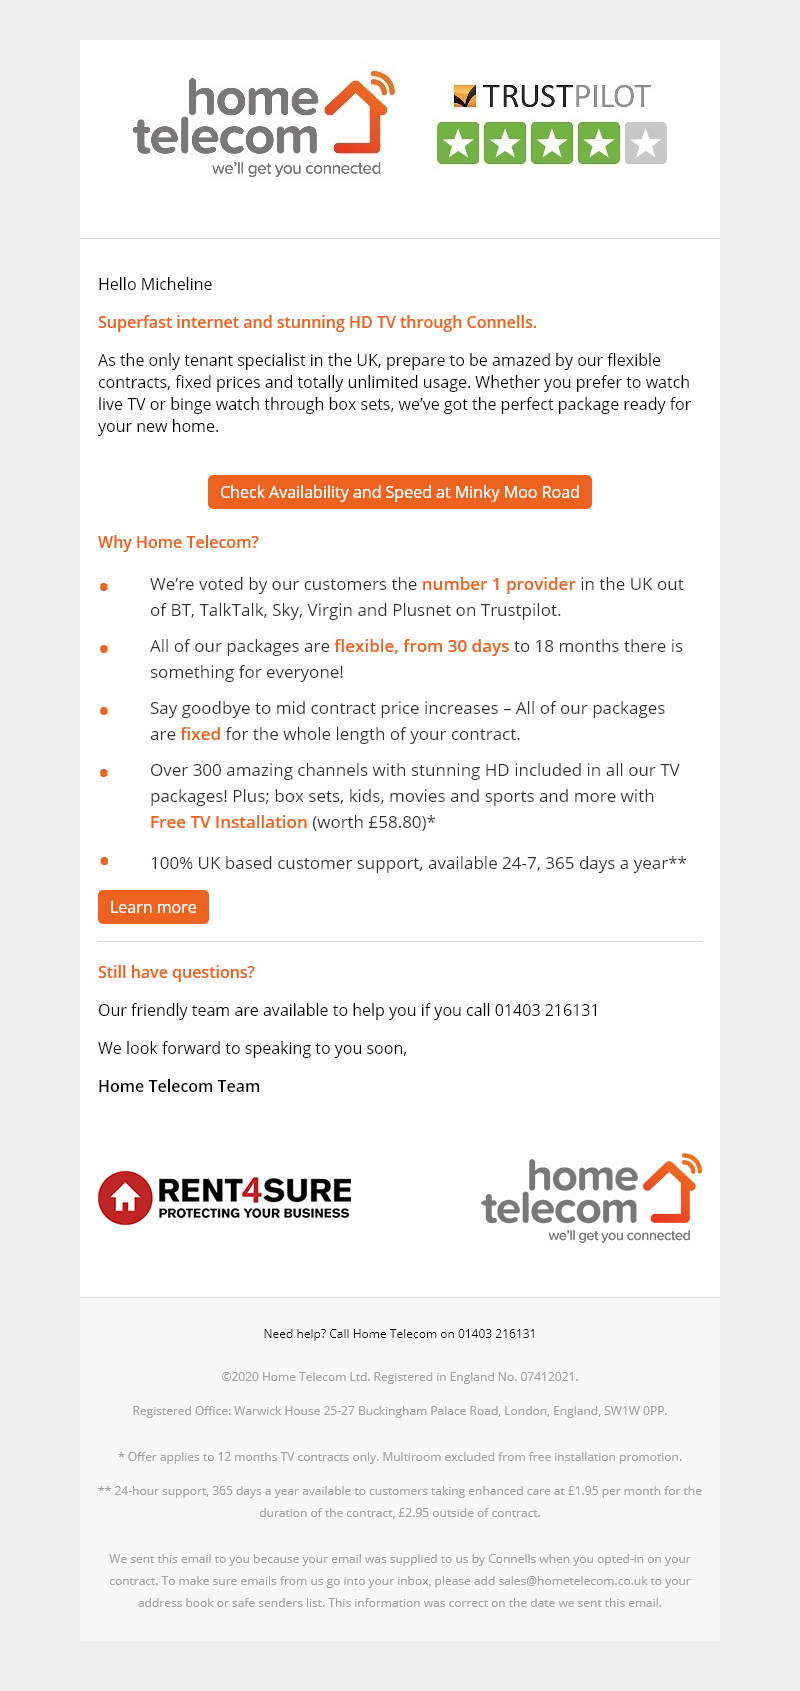 home
telecom
we'll get you connected
TRUSTPILOT
Hello Micheline
Superfast internet and stunning HD TV through Connells.
As the only tenant specialist in the UK, prepare to be amazed by our flexible
contracts, fixed prices and totally unlimited usage. Whether you prefer to watch
live TV or binge watch through box sets, we've got the perfect package ready for
your new home.
Check Availability and Speed at Minky Moo Road
Why Home Telecom?
• We're voted by our customers the number 1 provider in the UK out
of BT, TalkTalk, Sky, Virgin and Plusnet on Trustpilot.
• All of our packages are flexible, from 30 days to 18 months there is
something for everyone!
• Say goodbye to mid contract price increases – All of our packages
are fixed for the whole length of your contract.
• Over 300 amazing channels with stunning HD included in all our TV
packages! Plus; box sets, kids, movies and sports and more with
Free TV Installation (worth £58.80)*
• 100% UK based customer support, available 24-7, 365 days a year**
Learn more
Still have questions?
Our friendly team are available to help you if you call 01403 216131
We look forward to speaking to you soon,
Home Telecom Team
RENT4SURE
PROTECTING YOUR BUSINESS
home
telecom
we'll get you connected
Need help? Call Home Telecom on 01403 216131
©2020 Home Telecom Ltd. Registered in England No. 07412021.
Registered Office: Warwick House 25-27 Buckingham Palace Road, London, England, SW1W 0PP.
* Offer applies to 12 months TV contracts only. Multiroom excluded from free installation promotion.
** 24-hour support, 365 days a year available to customers taking enhanced care at £1.95 per month for the
duration of the contract, £2.95 outside of contract.
We sent this email to you because your email was supplied to us by Connells when you opted-in on your
contract. To make sure emails from us go into your inbox, please add sales@hometelecom.co.uk to your
address book or safe senders list. This information was correct on the date we sent this email.